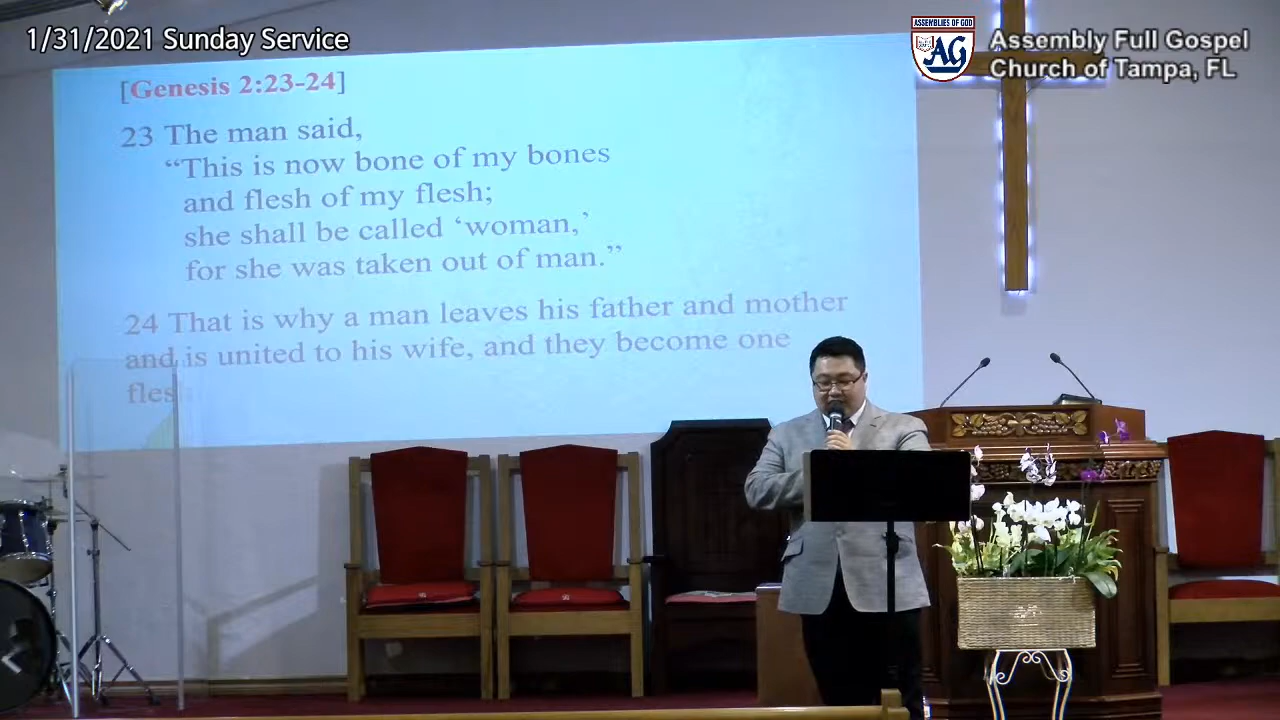 1/31/2021 Sunday Service
ASSEMBLIES OF GOD
AG
Assembly Full Gospel
Church of Tampa, FL
[Genesis 2:23-24]
23 The man said,
“This is now bone of my bones
and flesh of my flesh;
she shall be called ‘woman,’
for she was taken out of man.”
24 That is why a man leaves his father and mother
and is united to his wife, and they become one
fles